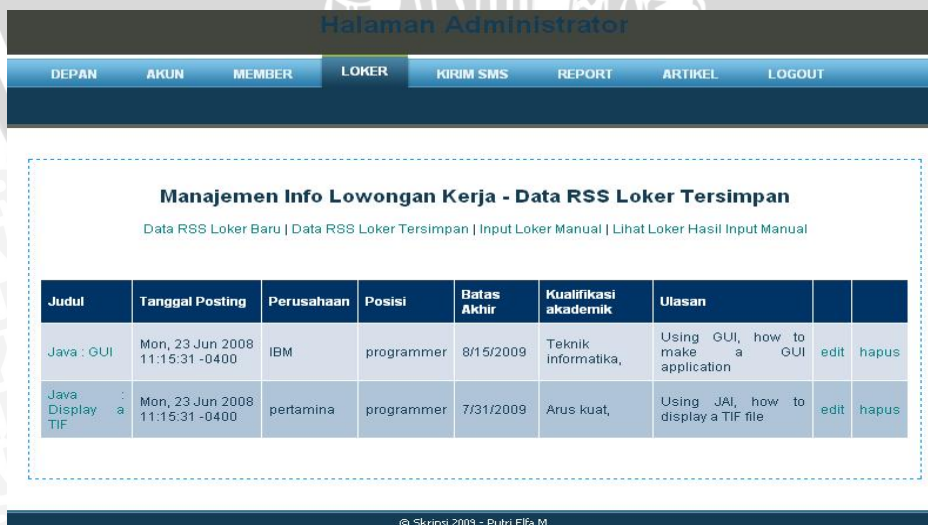 Halaman Administrator
DEPAN AKUN MEMBER LOKER KIRIM SMS REPORT ARTIKEL LOGOUT
Manajemen Info Lowongan Kerja - Data RSS Loker Tersimpan
Data RSS Loker Baru | Data RSS Loker Tersimpan | Input Loker Manual | Lihat Loker Hasil Input Manual
Judul Tanggal Posting Perusahaan Posisi Batas Akhir Kualifikasi akademik Ulasan
Java : GUI Mon, 23 Jun 2008 11:15:31 -0400 IBM programmer 8/15/2009 Teknik informatika, Using GUI, how to make a GUI application edit hapus
Java : Display a TIF Mon, 23 Jun 2008 11:15:31 -0400 pertamina programmer 7/31/2009 Arus kuat, Using JAI, how to display a TIF file edit hapus
© Skripsi 2009 - Putri Elfa M